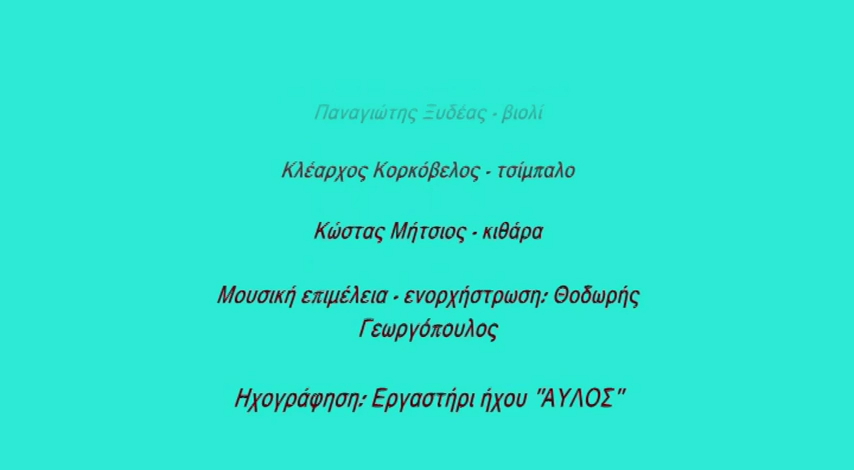 Παναγιώτης Ξυδέας - βιολί
Κλέαρχος Κορκόβελος - τσίμπαλο
Κώστας Μήτσιος - κιθάρα
Μουσική επιμέλεια - ενορχήστρωση: Θοδωρής
Γεωργόπουλος
Ηχογράφηση: Εργαστήρι ήχου "ΑΥΛΟΣ"